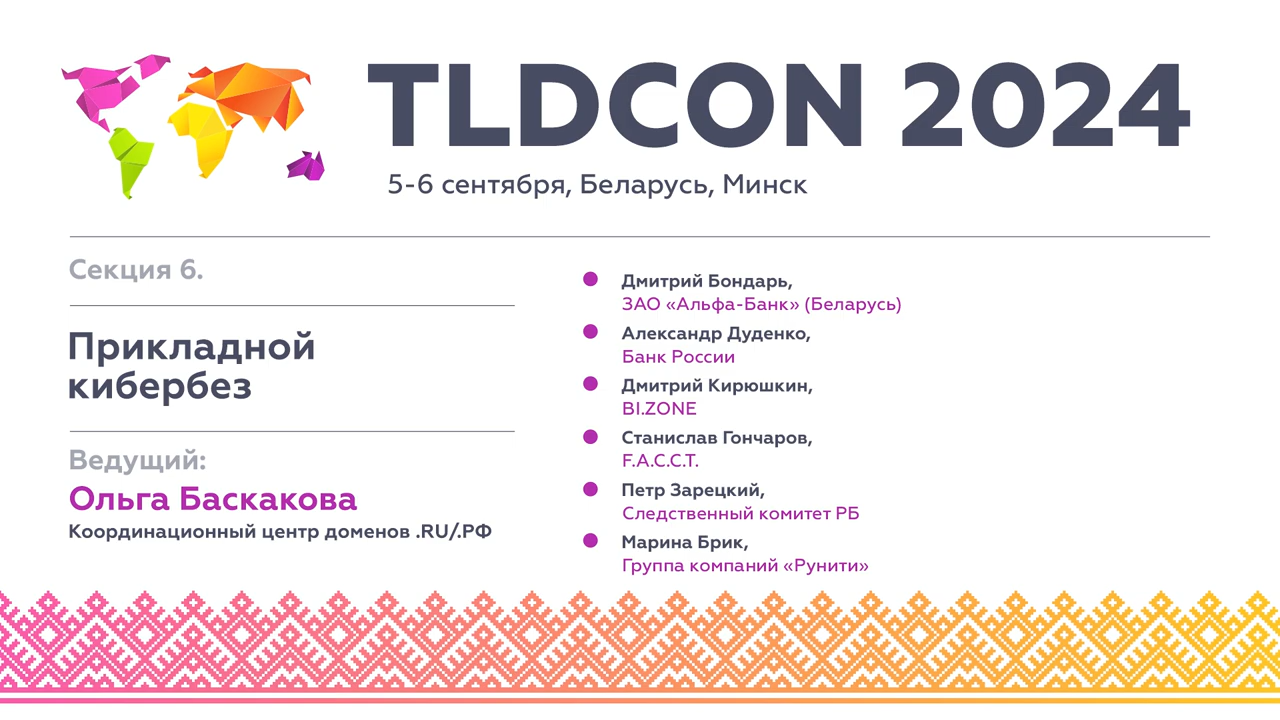 TLDCON 2024
5-6 сентября, Беларусь, Минск
Секция 6.
Прикладной
кибербез
Ведущий:
Ольга Баскакова
Координационный центр доменов .RU/.РФ
Дмитрий Бондарь,
ЗАО «Альфа-Банк» (Беларусь)
Александр Дуденко,
Банк России
Дмитрий Кирюшкин,
BI.ZONE
Станислав Гончаров,
F.A.C.C.T.
Петр Зарецкий,
Следственный комитет РБ
Марина Брик,
Группа компаний «Рунити»